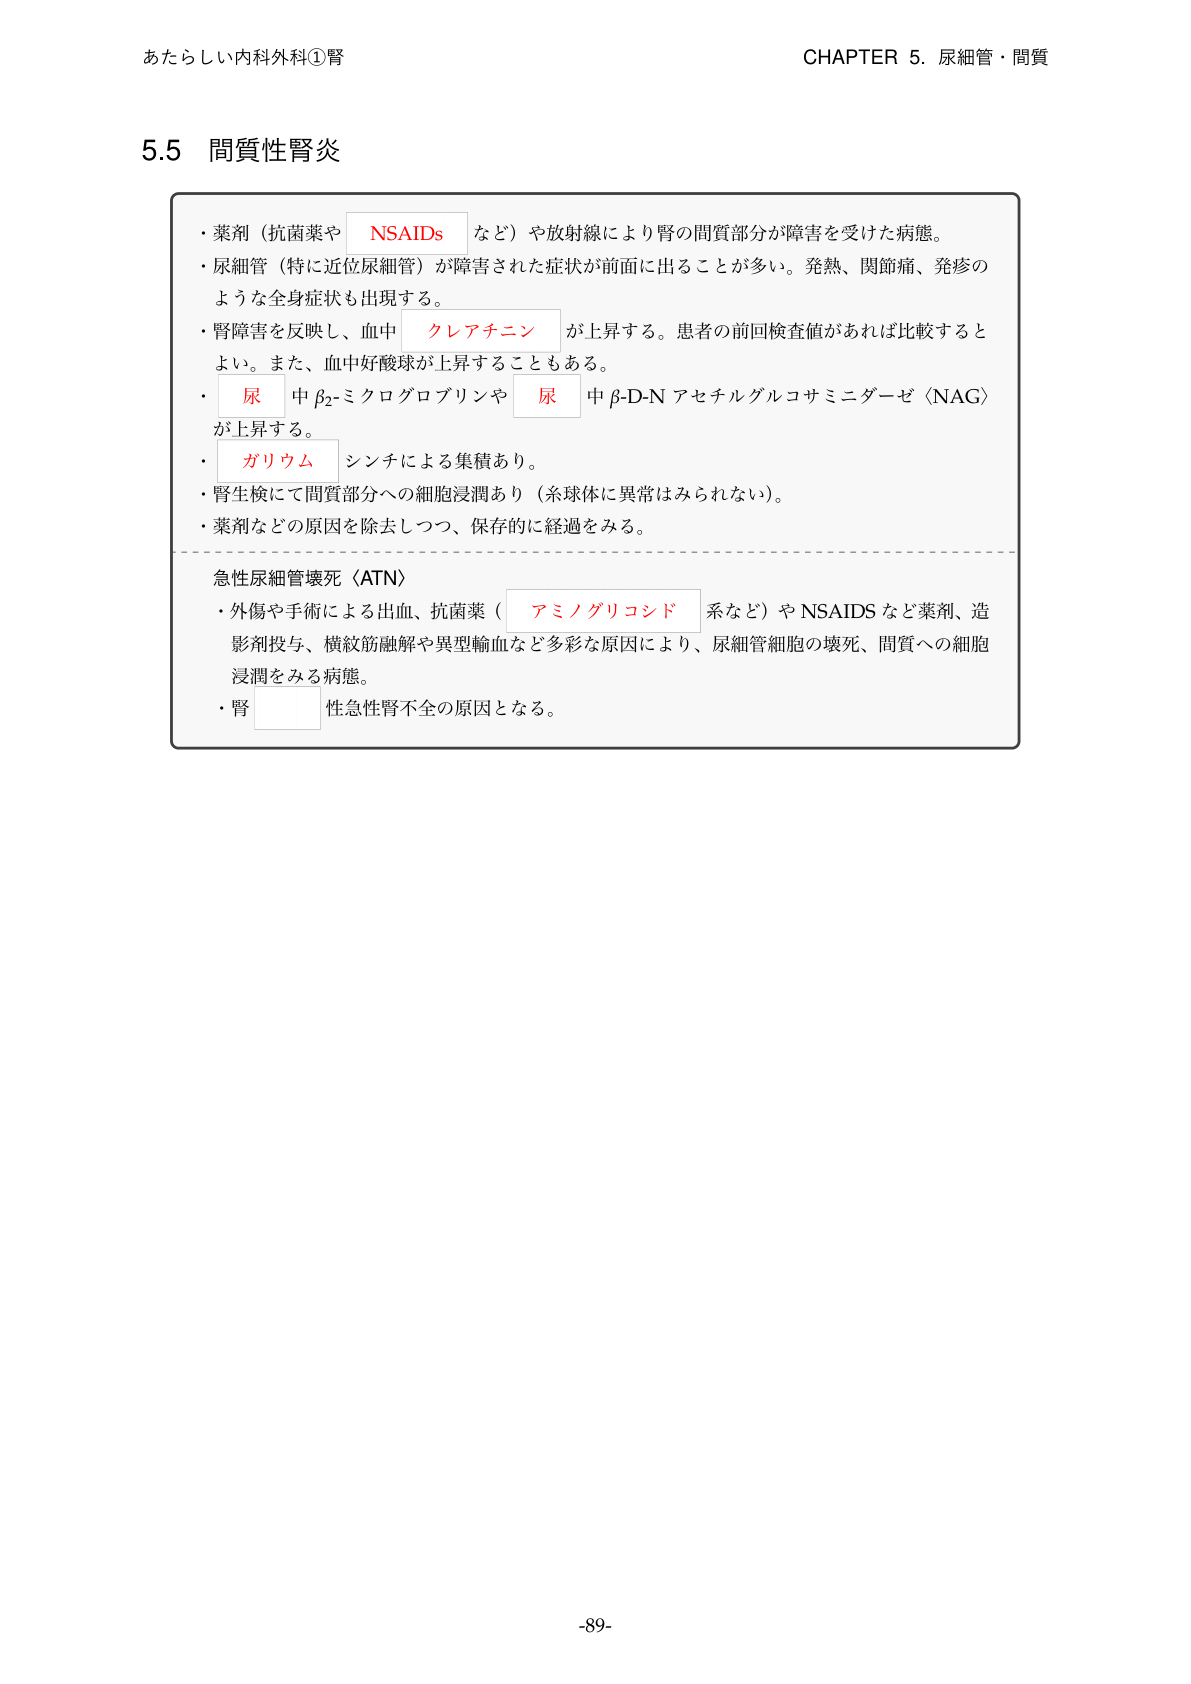 あたらしい内科外科①腎
CHAPTER 5. 尿細管・間質
5.5 間質性腎炎
・薬剤（抗菌薬や NSAIDs など）や放射線により腎の間質部分が障害を受けた病態。
・尿細管（特に近位尿細管）が障害された症状が前面に出ることが多い。発熱、関節痛、発疹の
ような全身症状も出現する。
・腎障害を反映し、血中 クレアチニン が上昇する。患者の前回検査値があれば比較すると
よい。また、血中好酸球が上昇することもある。
・ 尿 中 β₂-ミクログロブリンや 尿 中 β-D-N アセチルグルコサミニダーゼ〈NAG〉
が上昇する。
・ ガリウム シンチによる集積あり。
・腎生検にて間質部分への細胞浸潤あり（糸球体に異常はみられない）。
・薬剤などの原因を除去しつつ、保存的に経過をみる。
急性尿細管壊死〈ATN〉
・外傷や手術による出血、抗菌薬（ アミノグリコシド 系など）や NSAIDS など薬剤、造
影剤投与、横紋筋融解や異型輸血など多彩な原因により、尿細管細胞の壊死、間質への細胞
浸潤をみる病態。
・腎 性急性腎不全の原因となる。
-89-